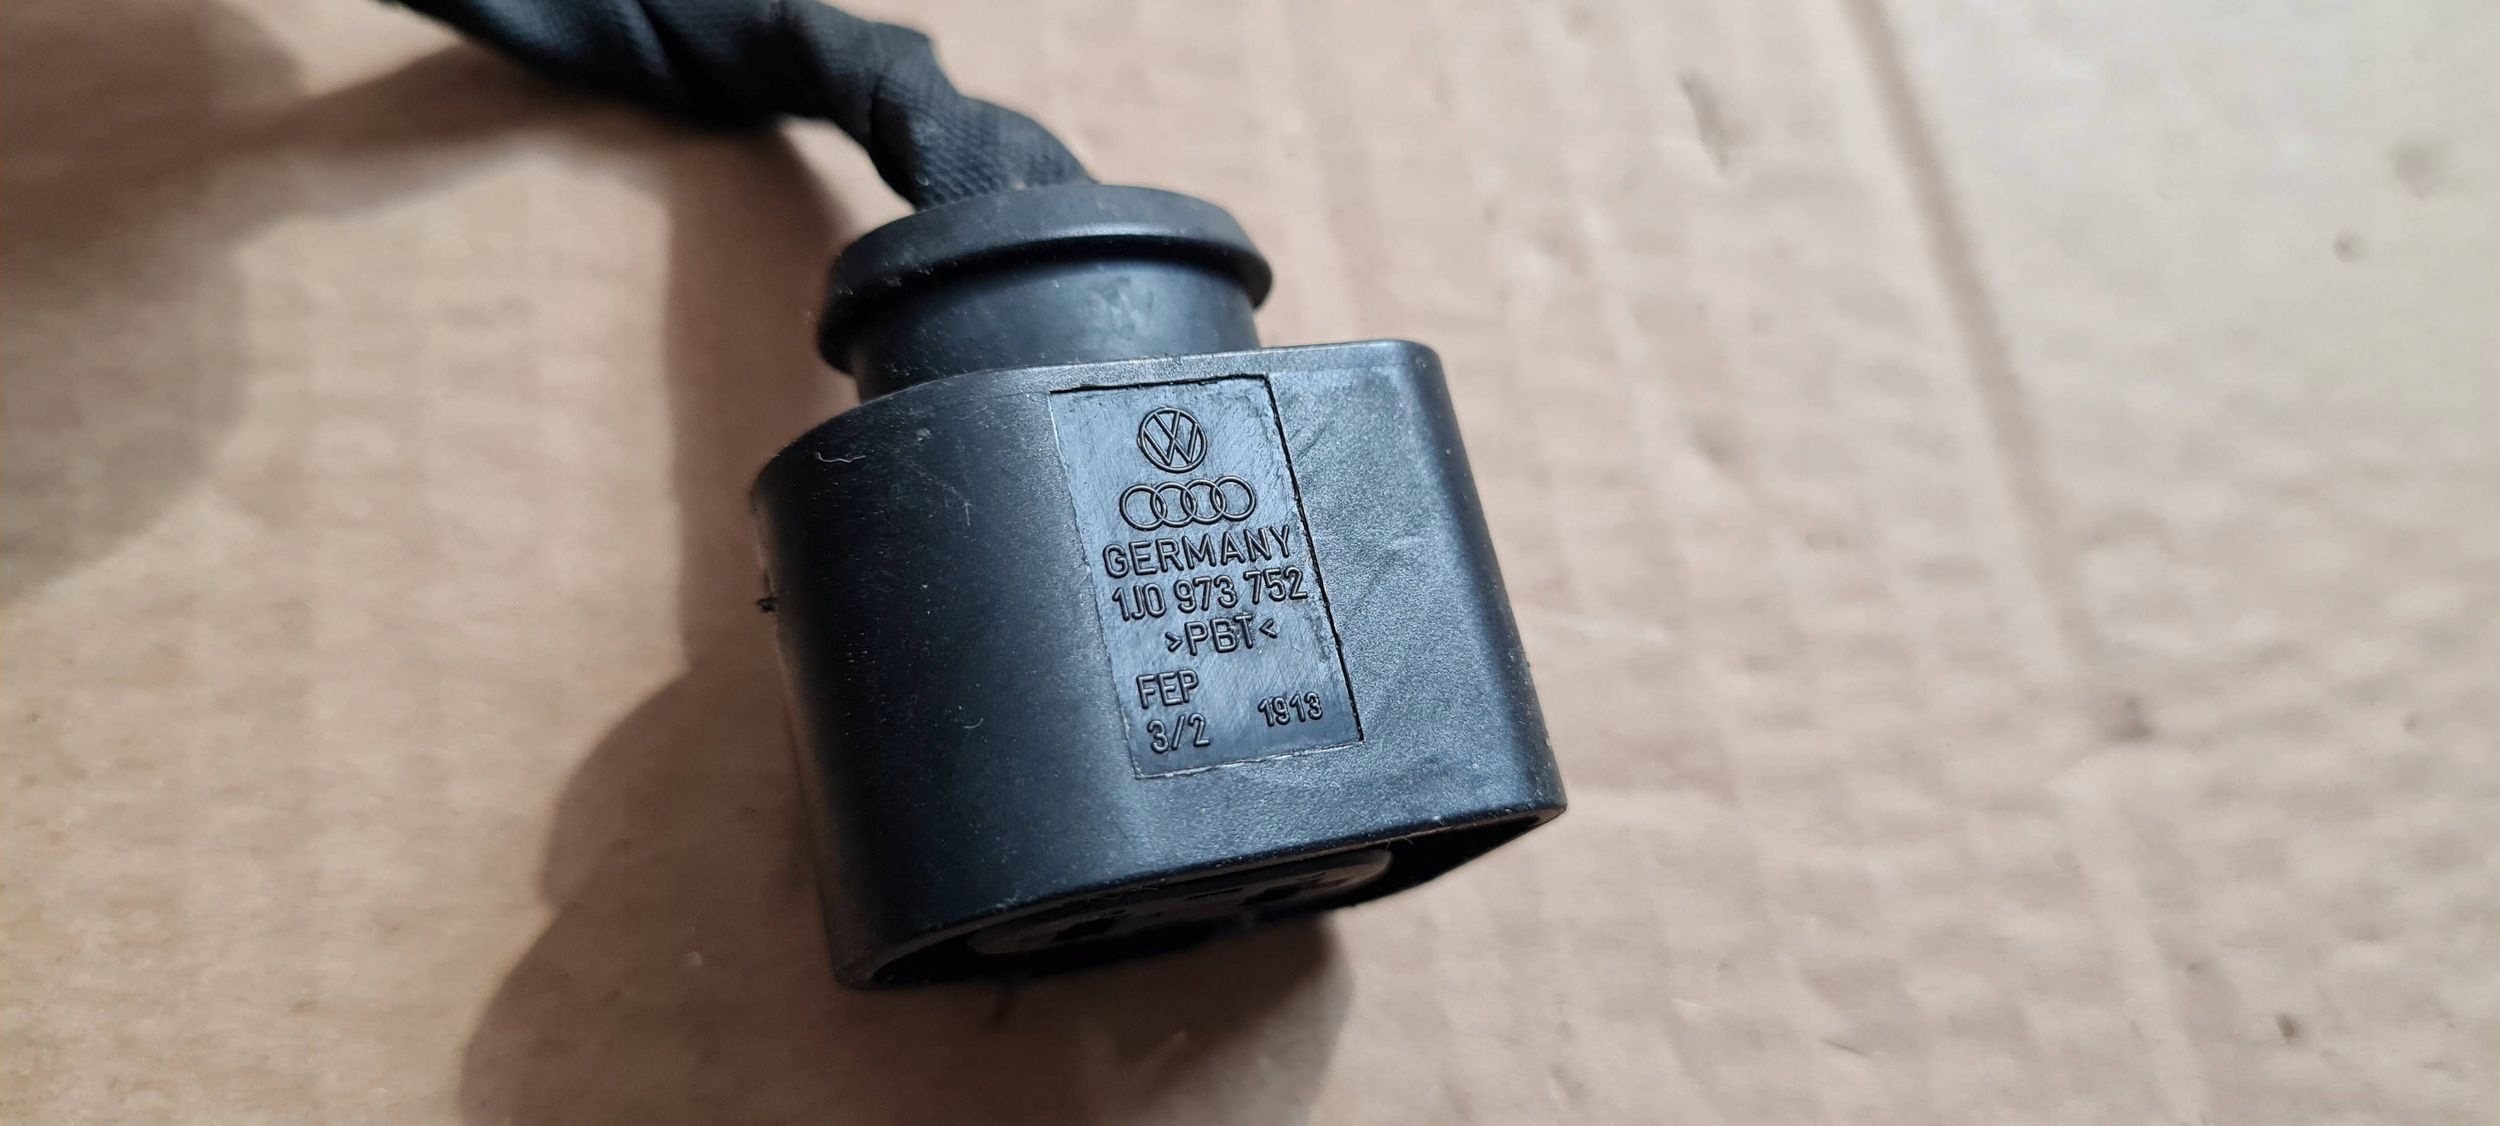 GERMANY
1J0 973 752
>PBT<
FEP
3/2 1913